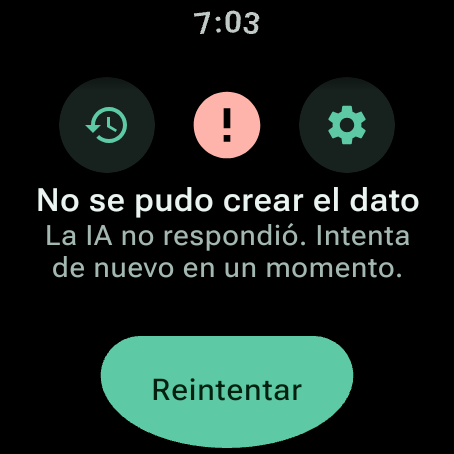 7:03
No se pudo crear el dato
La IA no respondió. Intenta
de nuevo en un momento.
Reintentar